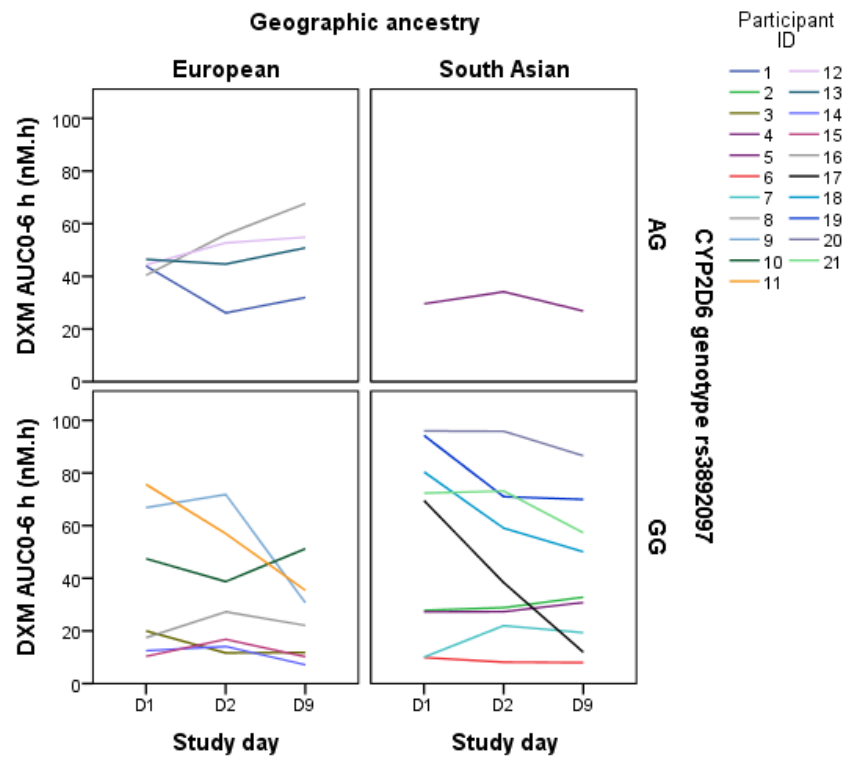 Geographic ancestry
European
South Asian
Participant
ID
1
2
3
4
5
6
7
8
9
10
11
12
13
14
15
16
17
18
19
20
21
DXM AUC0-6 h (nM.h)
100
80
60
40
20
0
AG
DXM AUC0-6 h (nM.h)
100
80
60
40
20
0
GG
CYP2D6 genotype rs3892097
D1
D2
D9
D1
D2
D9
Study day
Study day